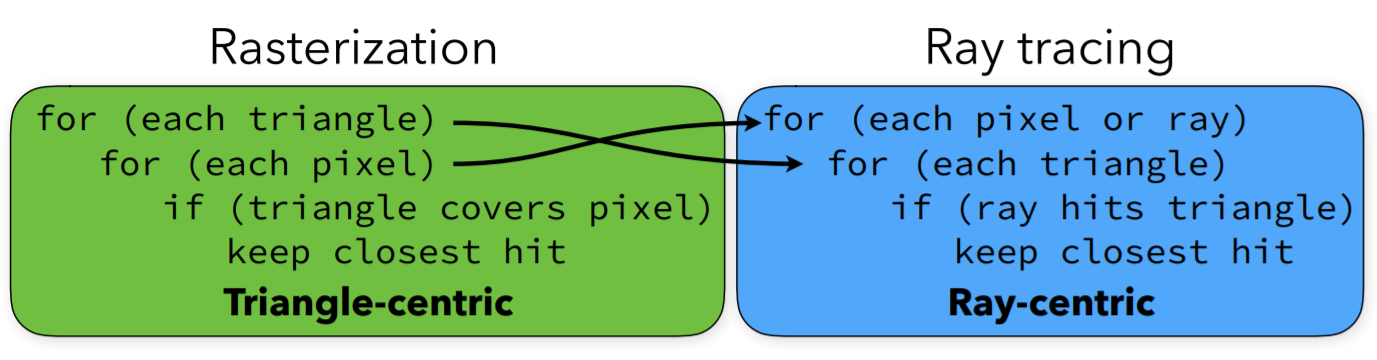 Rasterization
for (each triangle)
for (each pixel)
if (triangle covers pixel)
keep closest hit
Triangle-centric
Ray tracing
for (each pixel or ray)
for (each triangle)
if (ray hits triangle)
keep closest hit
Ray-centric